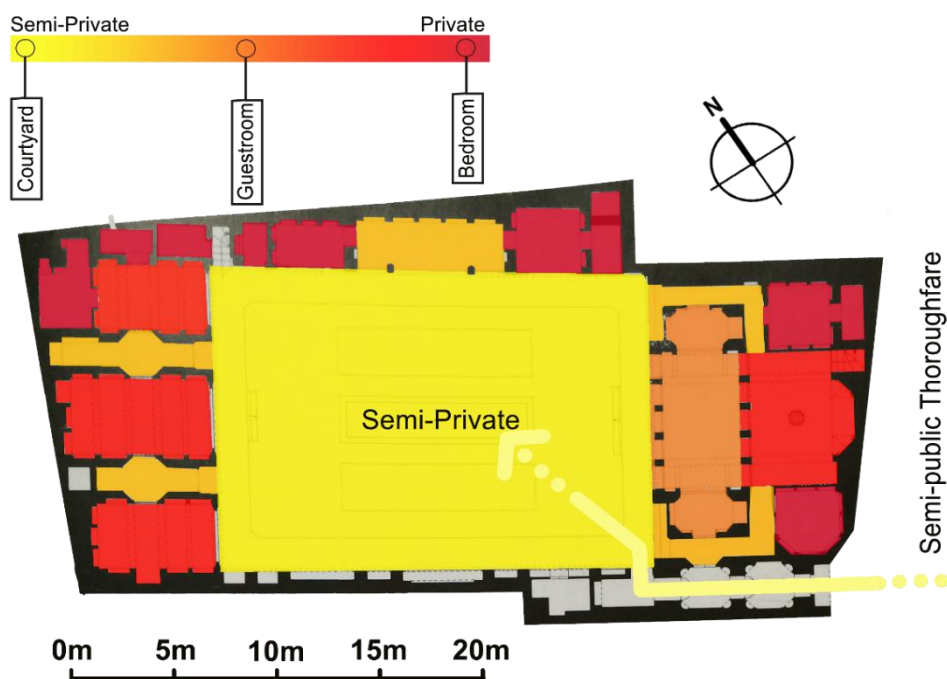 Semi-Private
Private
Courtyard
Guestroom
Bedroom
N
Semi-Private
Semi-public Thoroughfare
0m
5m
10m
15m
20m